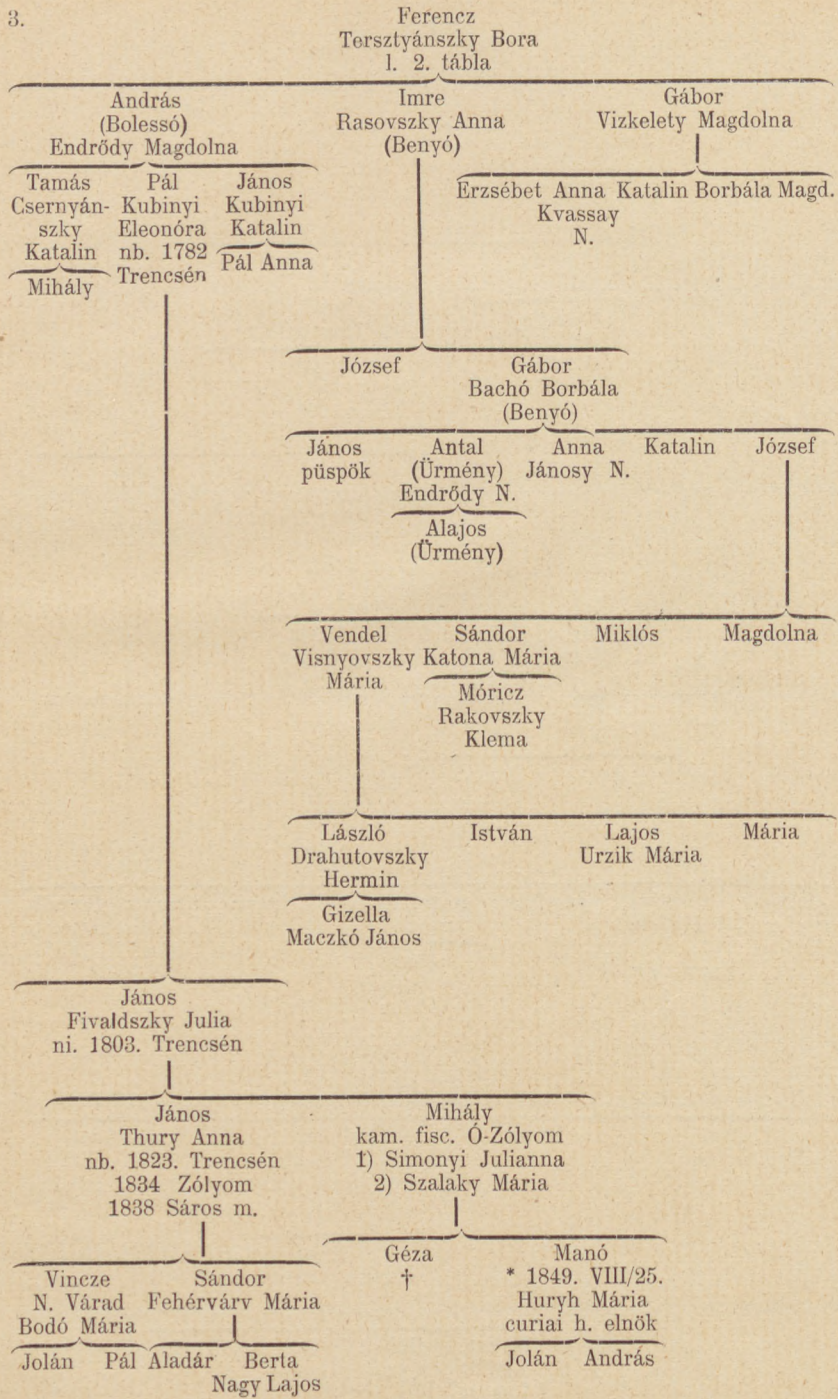 3.
Ferencz
Tersztyánszky Bora
l. 2. tábla
András
(Bolessó)
Endrődy Magdolna
Imre
Rasovszky Anna
(Benyó)
Gábor
Vizkelety Magdolna
Tamás
Csernyán-
szky
Katalin
Mihály
Pál
Kubinyi
Eleonóra
nb. 1782
Trencsén
János
Kubinyi
Katalin
Pál Anna
Erzsébet Anna Katalin Borbála Magd.
Kvassay
N.
József
Gábor
Bachó Borbála
(Benyó)
János
püspök
Antal
(Ürmény)
Endrődy N.
Alajos
(Ürmény)
Anna
Jánosy N.
Katalin
József
Vendel
Visnyovszky
Mária
Sándor
Katona Mária
Móricz
Rakovszky
Klema
Miklós
Magdolna
László
Drahutovszky
Hermin
Gizella
Maczkó János
István
Lajos
Urzik Mária
Mária
János
Fivaldszky Julia
ni. 1803. Trencsén
János
Thury Anna
nb. 1823. Trencsén
1834 Zólyom
1838 Sáros m.
Mihály
kam. fisc. Ó-Zólyom
1) Simonyi Julianna
2) Szalaky Mária
Vincze
N. Várad
Bodó Mária
Jolán Pál
Sándor
Fehérvárv Mária
Aladár Berta
Nagy Lajos
Géza
†
Manó
* 1849. VIII/25.
Huryh Mária
curiai h. elnök
Jolán András